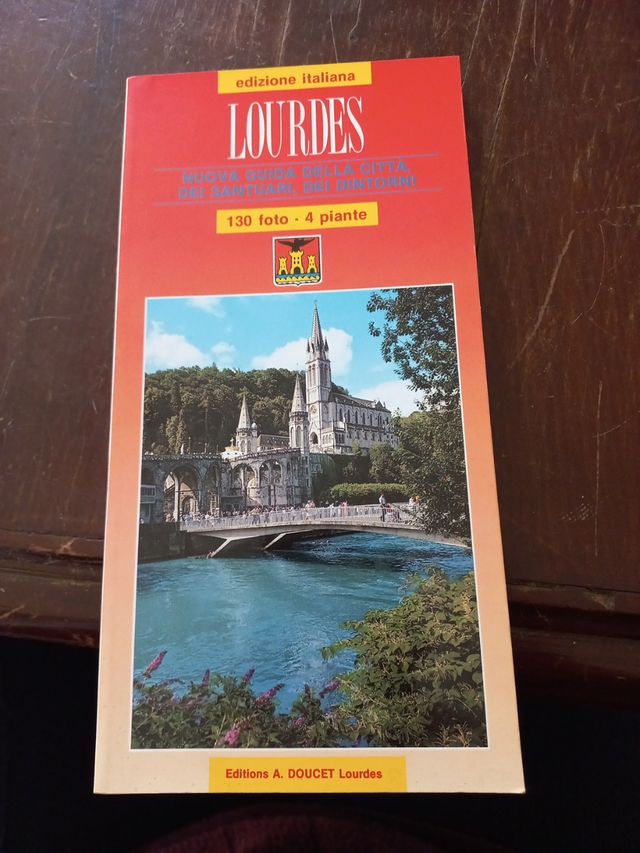 edizione italiana
LOURDES
NUOVA GUIDA DELLA CITTÀ,
DEI SANTUARI, DEI DINTORNI
130 foto - 4 piante
Editions A. DOUCET Lourdes